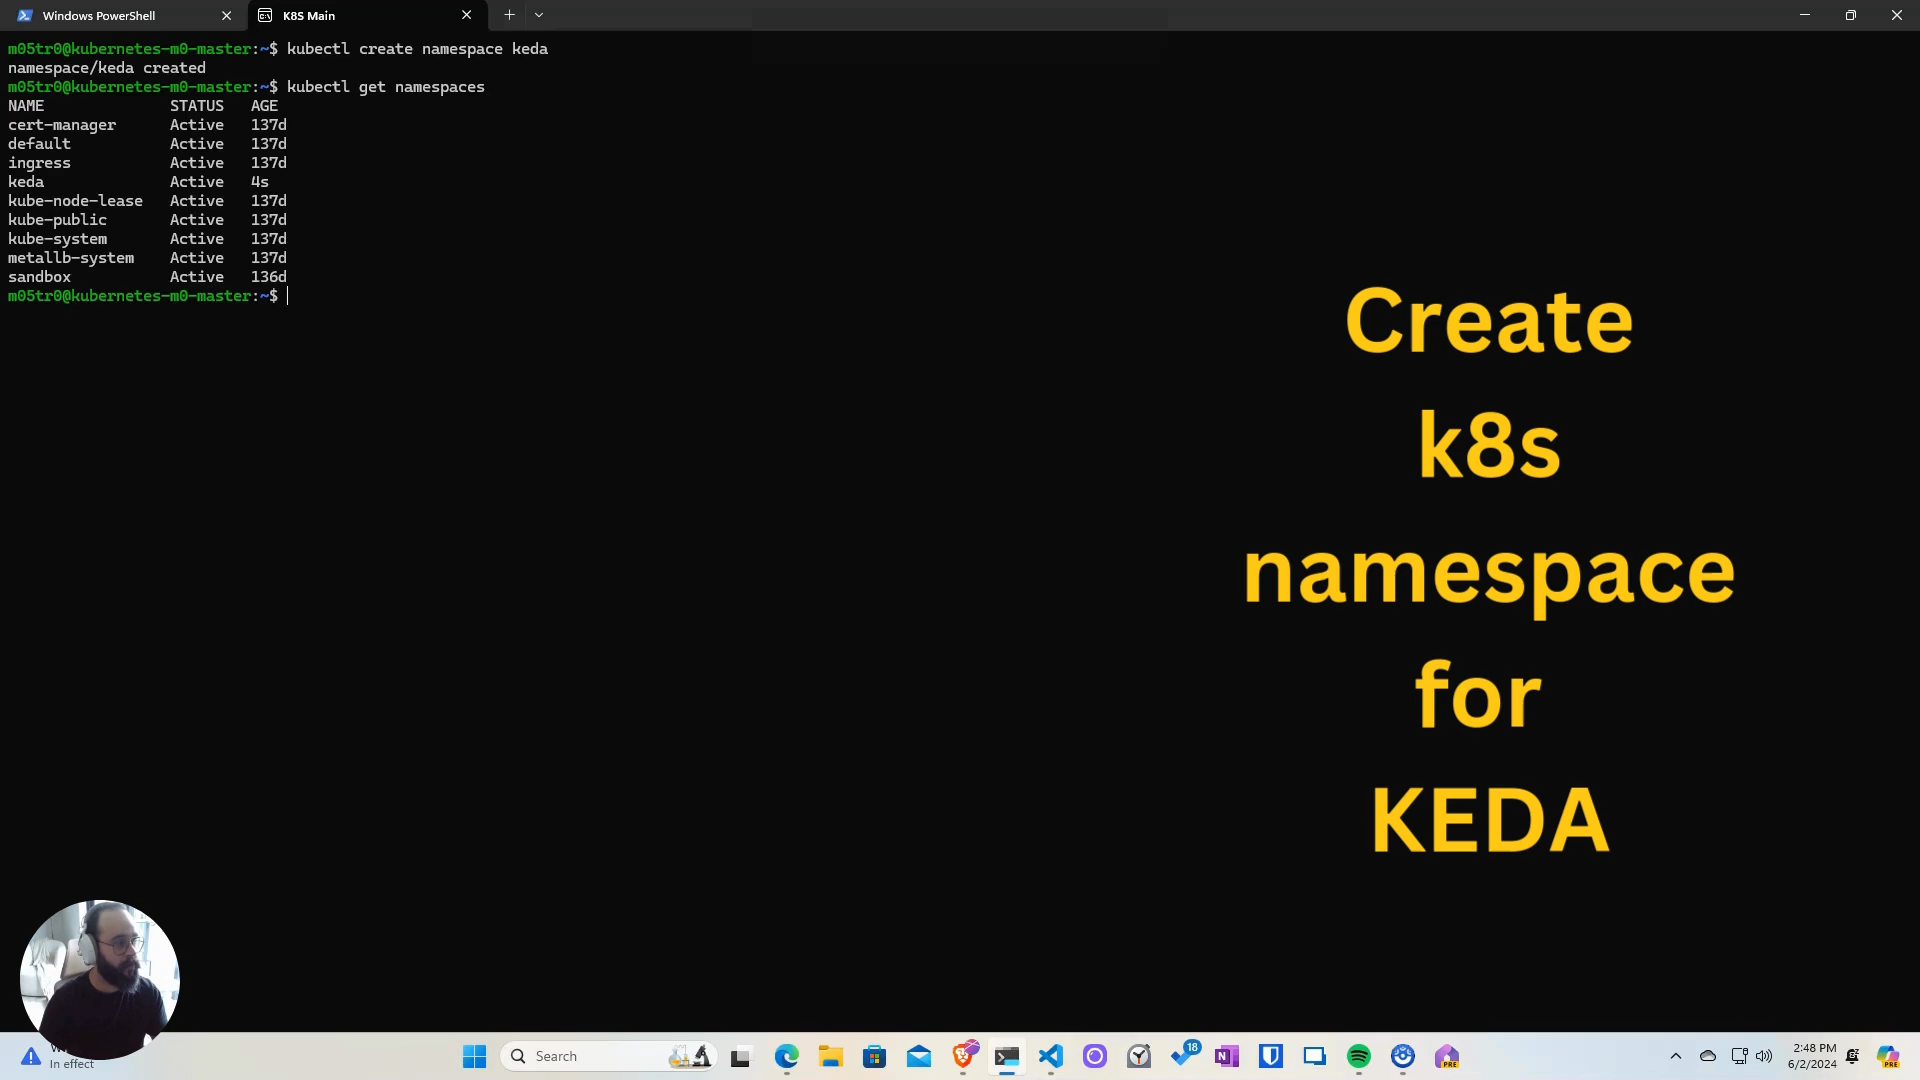 Windows PowerShell
K8S Main
m05tr0@kubernetes-m0-master:~$ kubectl create namespace keda
namespace/keda created
m05tr0@kubernetes-m0-master:~$ kubectl get namespaces
NAME STATUS AGE
cert-manager Active 137d
default Active 137d
ingress Active 137d
keda Active 4s
kube-node-lease Active 137d
kube-public Active 137d
kube-system Active 137d
metallb-system Active 137d
sandbox Active 136d
m05tr0@kubernetes-m0-master:~$
Create
k8s
namespace
for
KEDA
In effect
Search
18
PRE
2:48 PM
6/2/2024
PRE